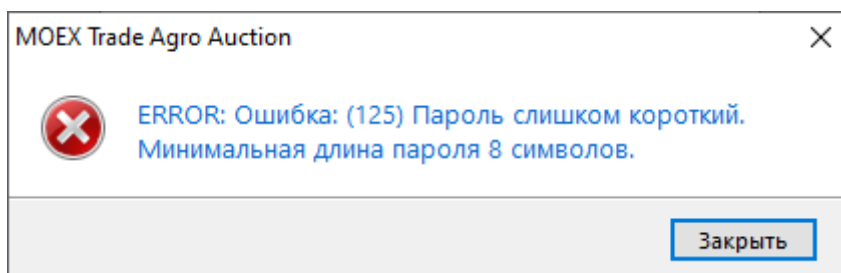 MOEX Trade Agro Auction
ERROR: Ошибка: (125) Пароль слишком короткий.
Минимальная длина пароля 8 символов.
Закрыть